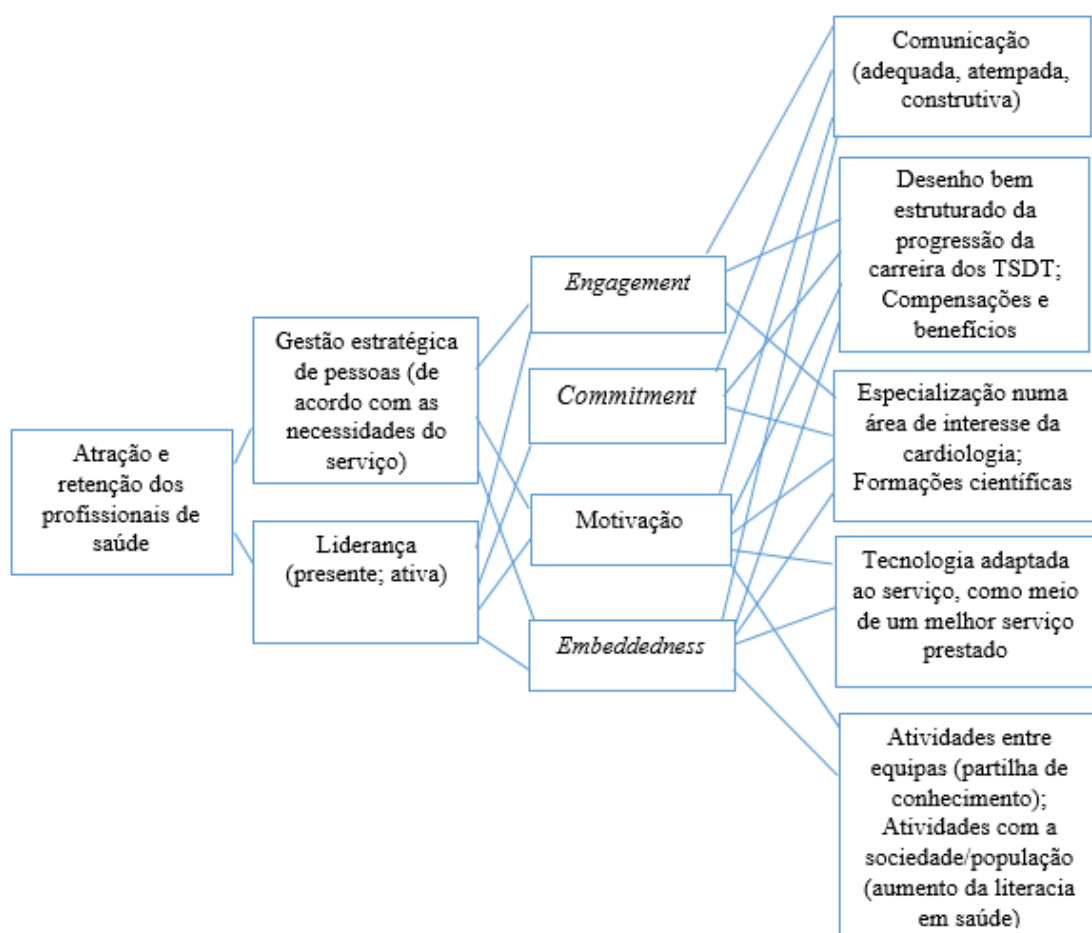 Atração e
retenção dos
profissionais de
saúde
Gestão estratégica
de pessoas (de
acordo com as
necessidades do
serviço)
Liderança
(presente; ativa)
Engagement
Commitment
Motivação
Embeddedness
Comunicação
(adequada, atempada,
construtiva)
Desenho bem
estruturado da
progressão da
carreira dos TSDT;
Compensações e
benefícios
Especialização numa
área de interesse da
cardiologia;
Formações científicas
Tecnologia adaptada
ao serviço, como meio
de um melhor serviço
prestado
Atividades entre
equipas (partilha de
conhecimento);
Atividades com a
sociedade/população
(aumento da literacia
em saúde)